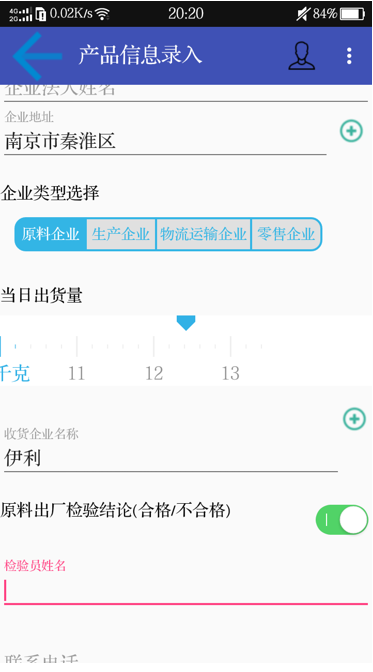 4G 2G 0.02K/s 20:20 84%
产品信息录入
企业法人姓名
企业地址
南京市秦淮区
企业类型选择
原料企业 生产企业 物流运输企业 零售企业
当日出货量
千克 11 12 13
收货企业名称
伊利
原料出厂检验结论(合格/不合格)
检验员姓名
联系电话